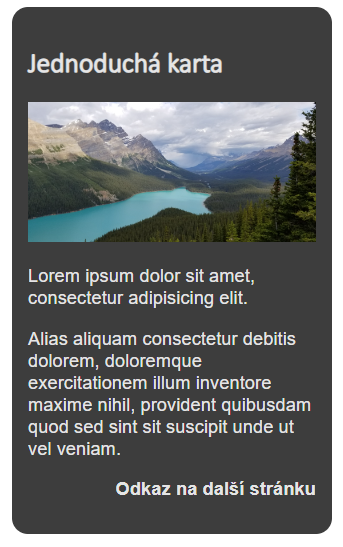 Jednoduchá karta
Lorem ipsum dolor sit amet,
consectetur adipisicing elit.
Alias aliquam consectetur debitis
dolorem, doloremque
exercitationem illum inventore
maxime nihil, provident quibusdam
quod sed sint sit suscipit unde ut
vel veniam.
Odkaz na další stránku